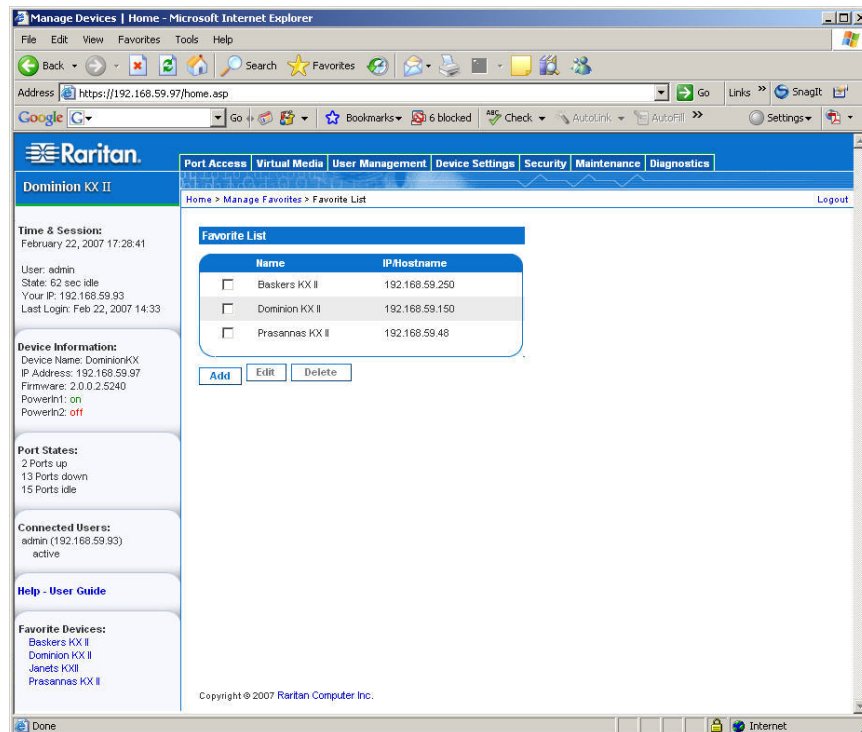 Manage Devices | Home - Microsoft Internet Explorer
File Edit View Favorites Tools Help
Back Search Favorites
Address https://192.168.59.97/home.asp Go Links » SnagIt
Google G Go Bookmarks 6 blocked ABC Check AutoLink AutoFill » Settings
Raritan.
Port Access Virtual Media User Management Device Settings Security Maintenance Diagnostics
Dominion KX II
Home > Manage Favorites > Favorite List Logout
Time & Session:
February 22, 2007 17:28:41
User: admin
State: 62 sec idle
Your IP: 192.168.59.93
Last Login: Feb 22, 2007 14:33
Device Information:
Device Name: DominionKX
IP Address: 192.168.59.97
Firmware: 2.0.0.2.5240
PowerIn1: on
PowerIn2: off
Port States:
2 Ports up
13 Ports down
15 Ports idle
Connected Users:
admin (192.168.59.93)
active
Help - User Guide
Favorite Devices:
Baskers KX II
Dominion KX II
Janets KXII
Prasannas KX II
Favorite List
Name IP/Hostname
Baskers KX II 192.168.59.250
Dominion KX II 192.168.59.150
Prasannas KX II 192.168.59.48
Add Edit Delete
Copyright © 2007 Raritan Computer Inc.
Done Internet